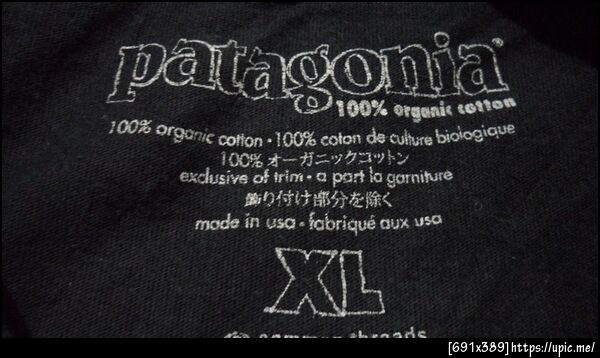 patagonia®
100% organic cotton
100% organic cotton • 100% coton de culture biologique
100% オーガニックコットン
exclusive of trim • a part la garniture
飾り付け部分を除く
made in usa • fabriqué aux usa
XL
common threads
[691x389]https://upic.me/